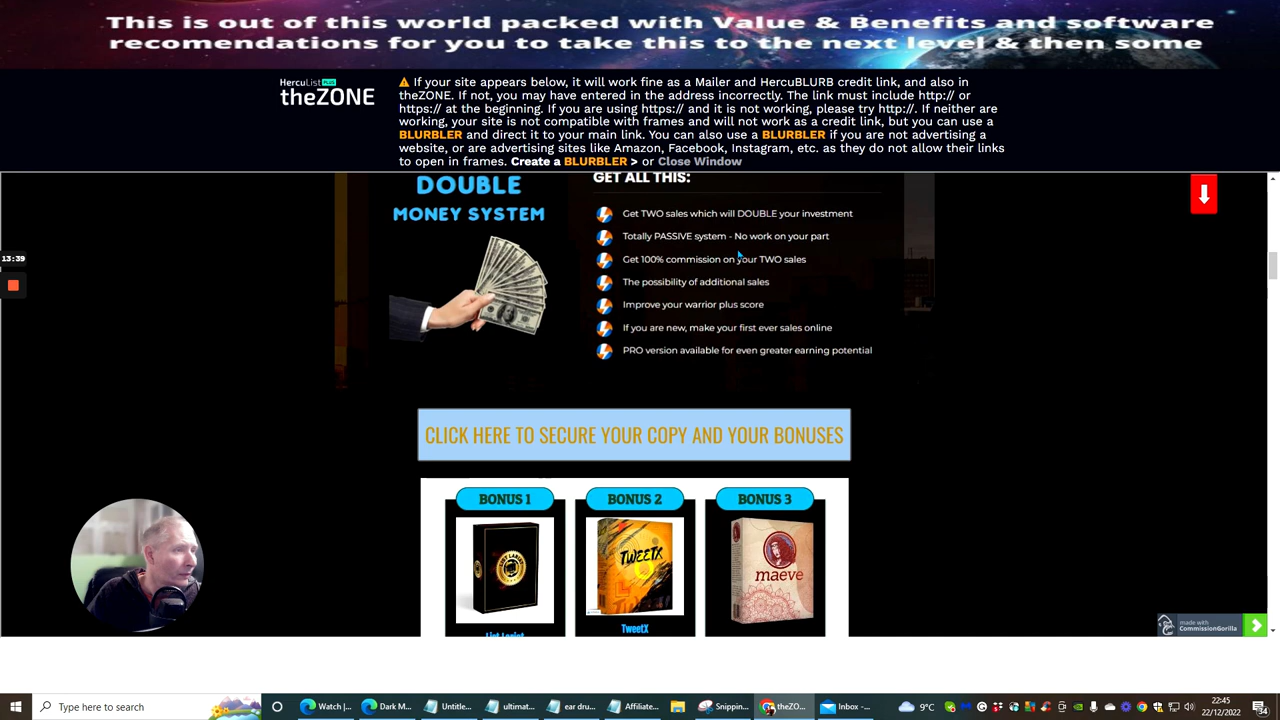 This is out of this world packed with Value & Benefits and software
recomendations for you to take this to the next level & then some
HercuList PLUS
theZONE
If your site appears below, it will work fine as a Mailer and HercuBLURB credit link, and also in
theZONE. If not, you may have entered in the address incorrectly. The link must include http:// or
https:// at the beginning. If you are using https:// and it is not working, please try http://. If neither are
working, your site is not compatible with frames and will not work as a credit link, but you can use a
BLURBLER and direct it to your main link. You can also use a BLURBLER if you are not advertising a
website, or are advertising sites like Amazon, Facebook, Instagram, etc. as they do not allow their links
to open in frames. Create a BLURBLER > or Close Window
DOUBLE
MONEY SYSTEM
GET ALL THIS:
Get TWO sales which will DOUBLE your investment
Totally PASSIVE system - No work on your part
Get 100% commission on your TWO sales
The possibility of additional sales
Improve your warrior plus score
If you are new, make your first ever sales online
PRO version available for even greater earning potential
13:39
CLICK HERE TO SECURE YOUR COPY AND YOUR BONUSES
BONUS 1
BONUS 2
BONUS 3
TWEETX
maeve
TweetX
made with
CommissionGorilla
Type here to search
Watch |...
Dark M...
Untitle...
ultimat...
ear dru...
Affiliate...
Snippin...
theZO...
Inbox -...
9°C
22:45
22/12/2022